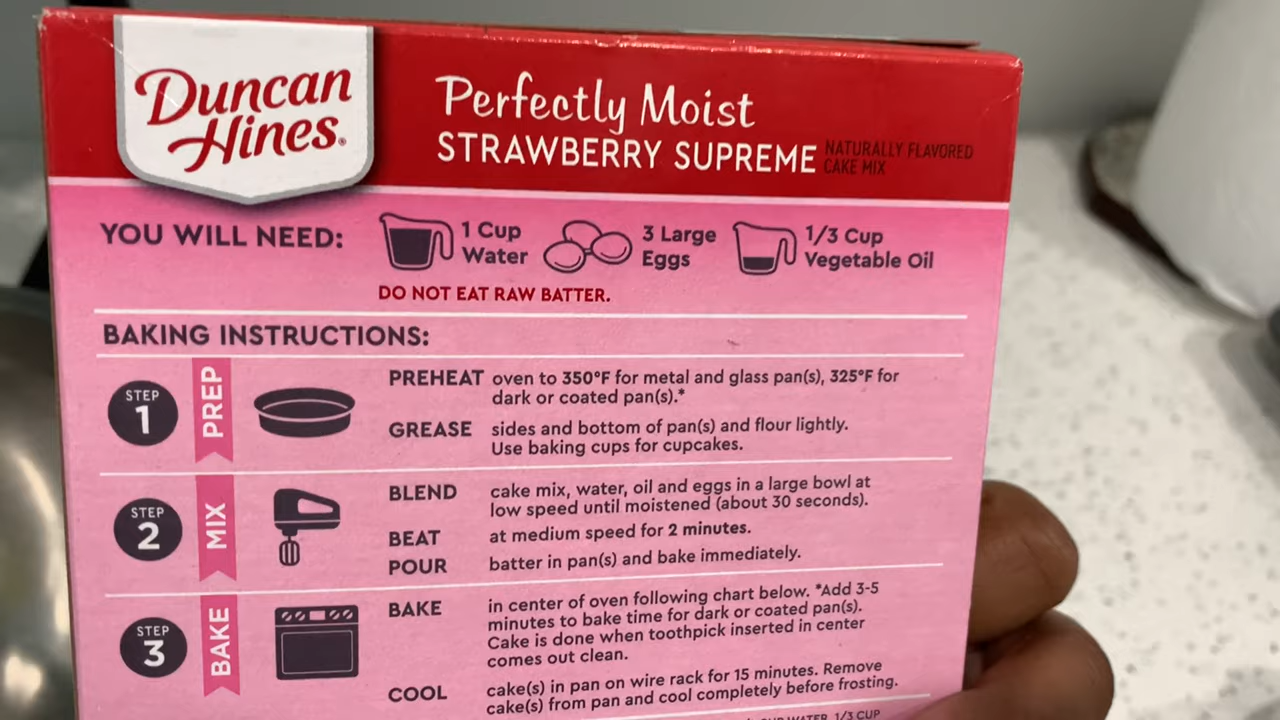 Duncan
Hines®
Perfectly Moist
STRAWBERRY SUPREME
NATURALLY FLAVORED
CAKE MIX
YOU WILL NEED:
1 Cup
Water
3 Large
Eggs
1/3 Cup
Vegetable Oil
DO NOT EAT RAW BATTER.
BAKING INSTRUCTIONS:
STEP
1
PREP
PREHEAT oven to 350°F for metal and glass pan(s), 325°F for
dark or coated pan(s).*
GREASE sides and bottom of pan(s) and flour lightly.
Use baking cups for cupcakes.
STEP
2
MIX
BLEND cake mix, water, oil and eggs in a large bowl at
low speed until moistened (about 30 seconds).
BEAT at medium speed for 2 minutes.
POUR batter in pan(s) and bake immediately.
STEP
3
BAKE
BAKE in center of oven following chart below. *Add 3-5
minutes to bake time for dark or coated pan(s).
Cake is done when toothpick inserted in center
comes out clean.
COOL cake(s) in pan on wire rack for 15 minutes. Remove
cake(s) from pan and cool completely before frosting.
WATER, 1/3 CUP